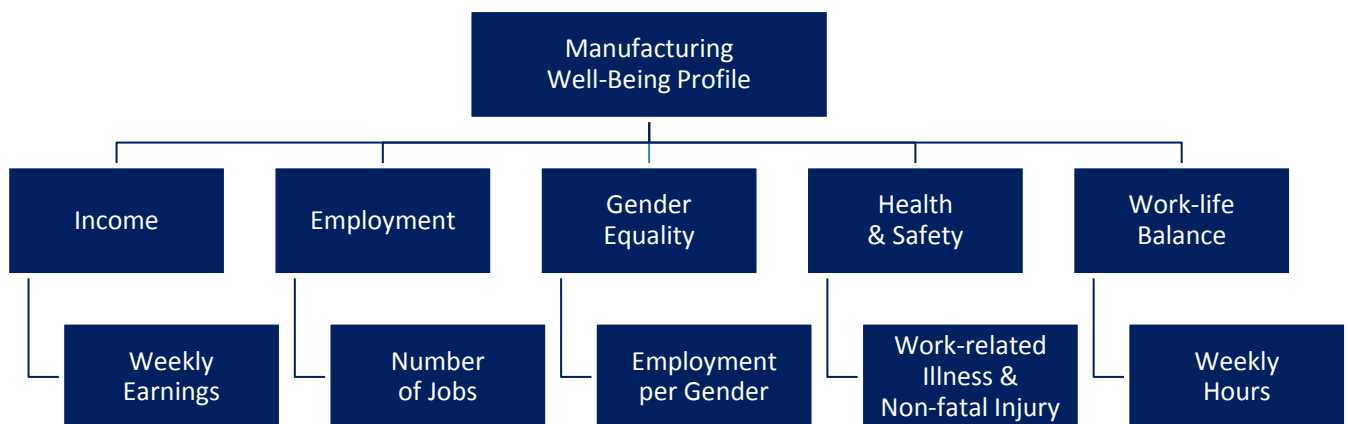 Manufacturing
Well-Being Profile
Income
Employment
Gender
Equality
Health
& Safety
Work-life
Balance
Weekly
Earnings
Number
of Jobs
Employment
per Gender
Work-related
Illness &
Non-fatal Injury
Weekly
Hours